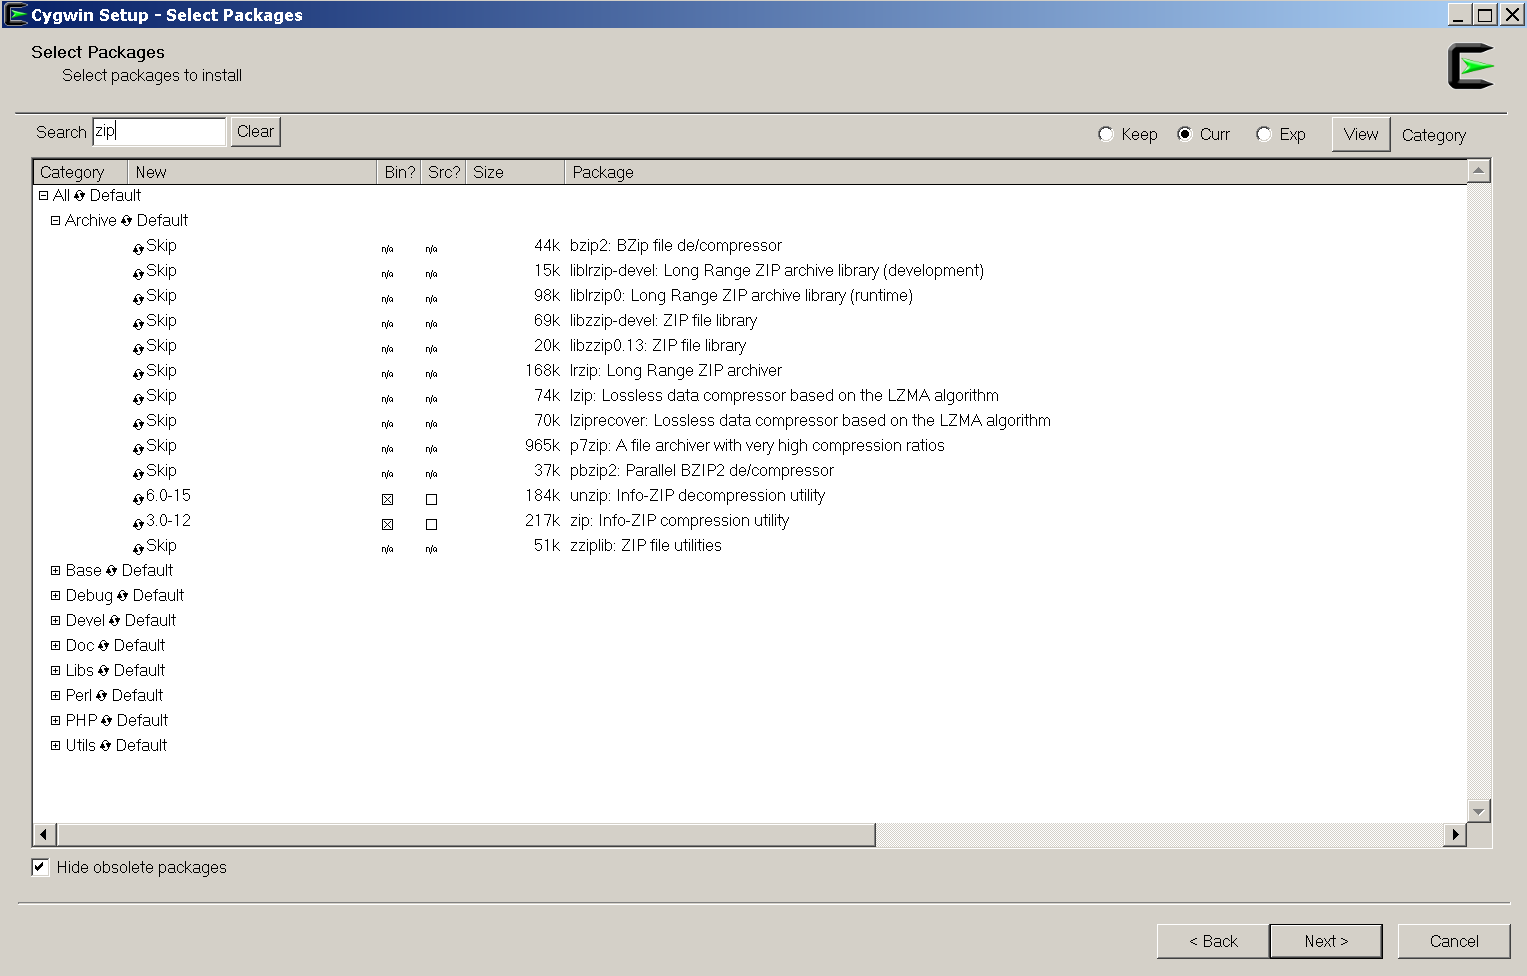 Cygwin Setup - Select Packages
Select Packages
Select packages to install
Search zip Clear Keep Curr Exp View Category
Category New Bin? Src? Size Package
All Default
Archive Default
Skip n/a n/a 44k bzip2: BZip file de/compressor
Skip n/a n/a 15k liblrzip-devel: Long Range ZIP archive library (development)
Skip n/a n/a 98k liblrzip0: Long Range ZIP archive library (runtime)
Skip n/a n/a 69k libzzip-devel: ZIP file library
Skip n/a n/a 20k libzzip0.13: ZIP file library
Skip n/a n/a 168k lrzip: Long Range ZIP archiver
Skip n/a n/a 74k lzip: Lossless data compressor based on the LZMA algorithm
Skip n/a n/a 70k lziprecover: Lossless data compressor based on the LZMA algorithm
Skip n/a n/a 965k p7zip: A file archiver with very high compression ratios
Skip n/a n/a 37k pbzip2: Parallel BZIP2 de/compressor
6.0-15 184k unzip: Info-ZIP decompression utility
3.0-12 217k zip: Info-ZIP compression utility
Skip n/a n/a 51k zziplib: ZIP file utilities
Base Default
Debug Default
Devel Default
Doc Default
Libs Default
Perl Default
PHP Default
Utils Default
Hide obsolete packages
< Back Next > Cancel